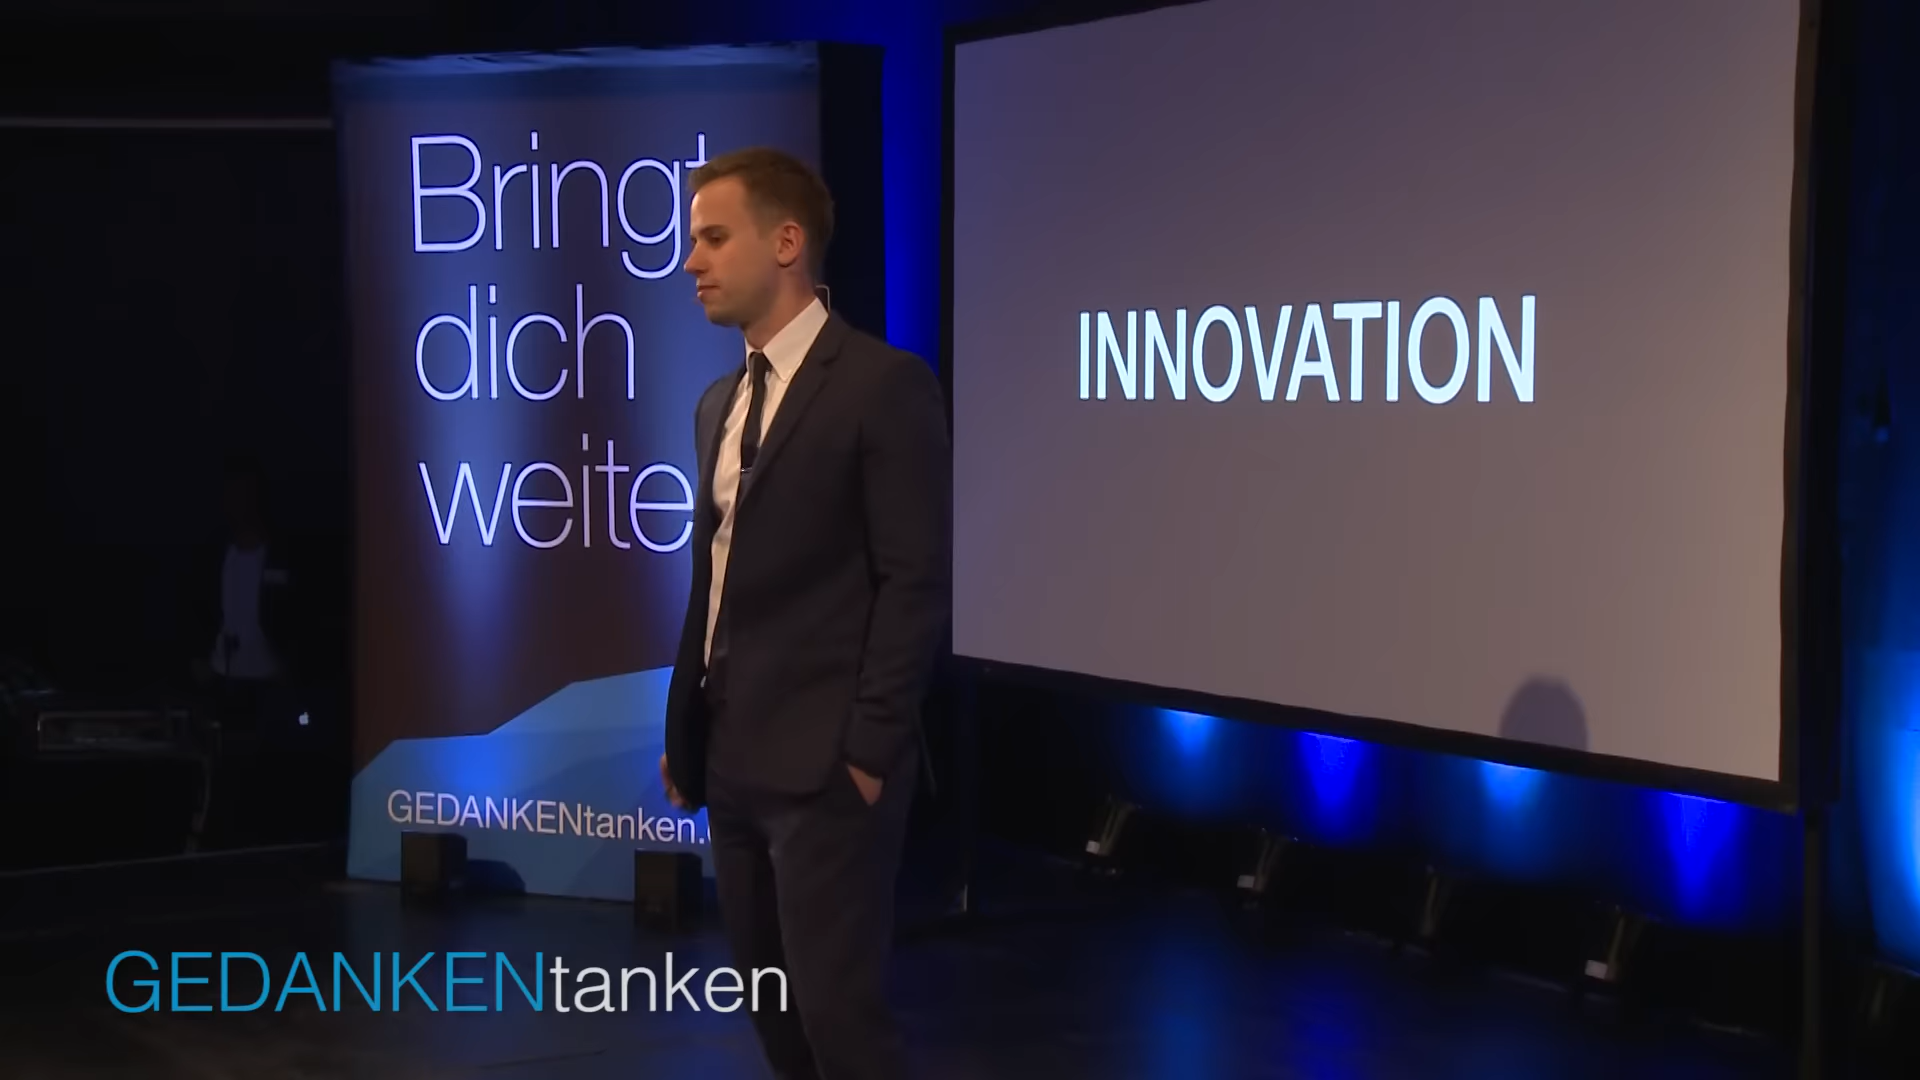 Bringt
dich
weite
INNOVATION
GEDANKENtanken.
GEDANKENtanken